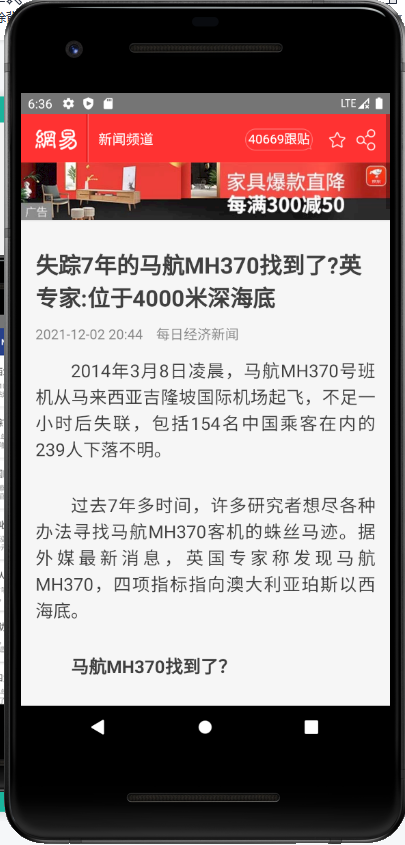 6:36
LTE
網易
新闻频道
40669跟贴
家具爆款直降
每满300减50
广告
失踪7年的马航MH370找到了?英
专家:位于4000米深海底
2021-12-02 20:44 每日经济新闻
2014年3月8日凌晨，马航MH370号班
机从马来西亚吉隆坡国际机场起飞，不足一
小时后失联，包括154名中国乘客在内的
239人下落不明。
过去7年多时间，许多研究者想尽各种
办法寻找马航MH370客机的蛛丝马迹。据
外媒最新消息，英国专家称发现马航
MH370，四项指标指向澳大利亚珀斯以西
海底。
马航MH370找到了？